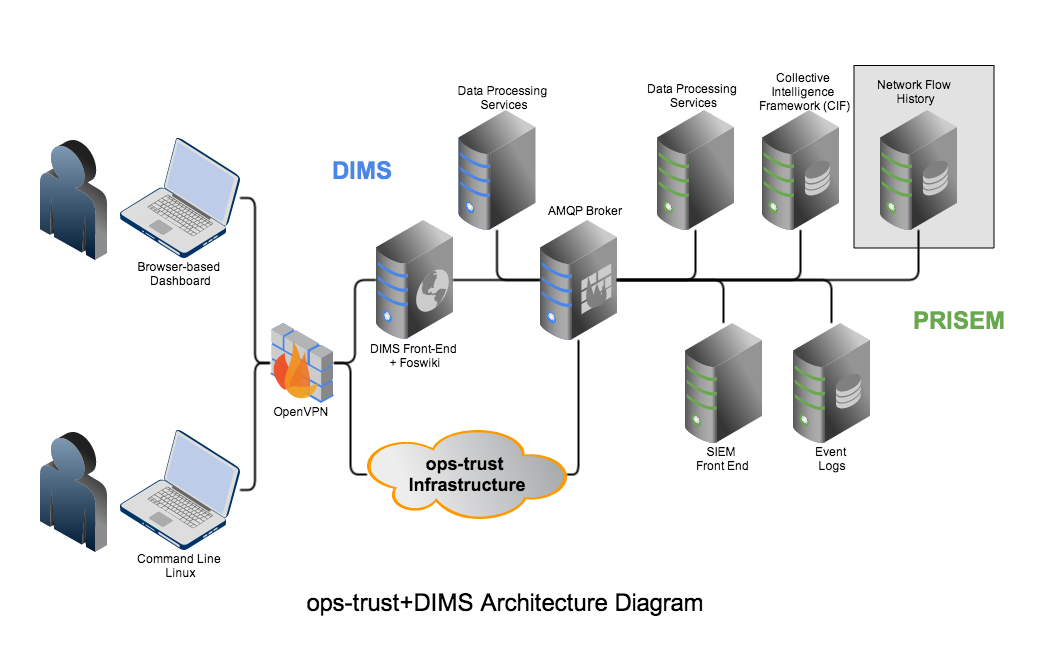 Data Processing
Services
Data Processing
Services
Collective
Intelligence
Framework (CIF)
Network Flow
History
DIMS
AMQP Broker
Browser-based
Dashboard
PRISEM
DIMS Front-End
+ Foswiki
OpenVPN
SIEM
Front End
Event
Logs
ops-trust
Infrastructure
Command Line
Linux
ops-trust+DIMS Architecture Diagram